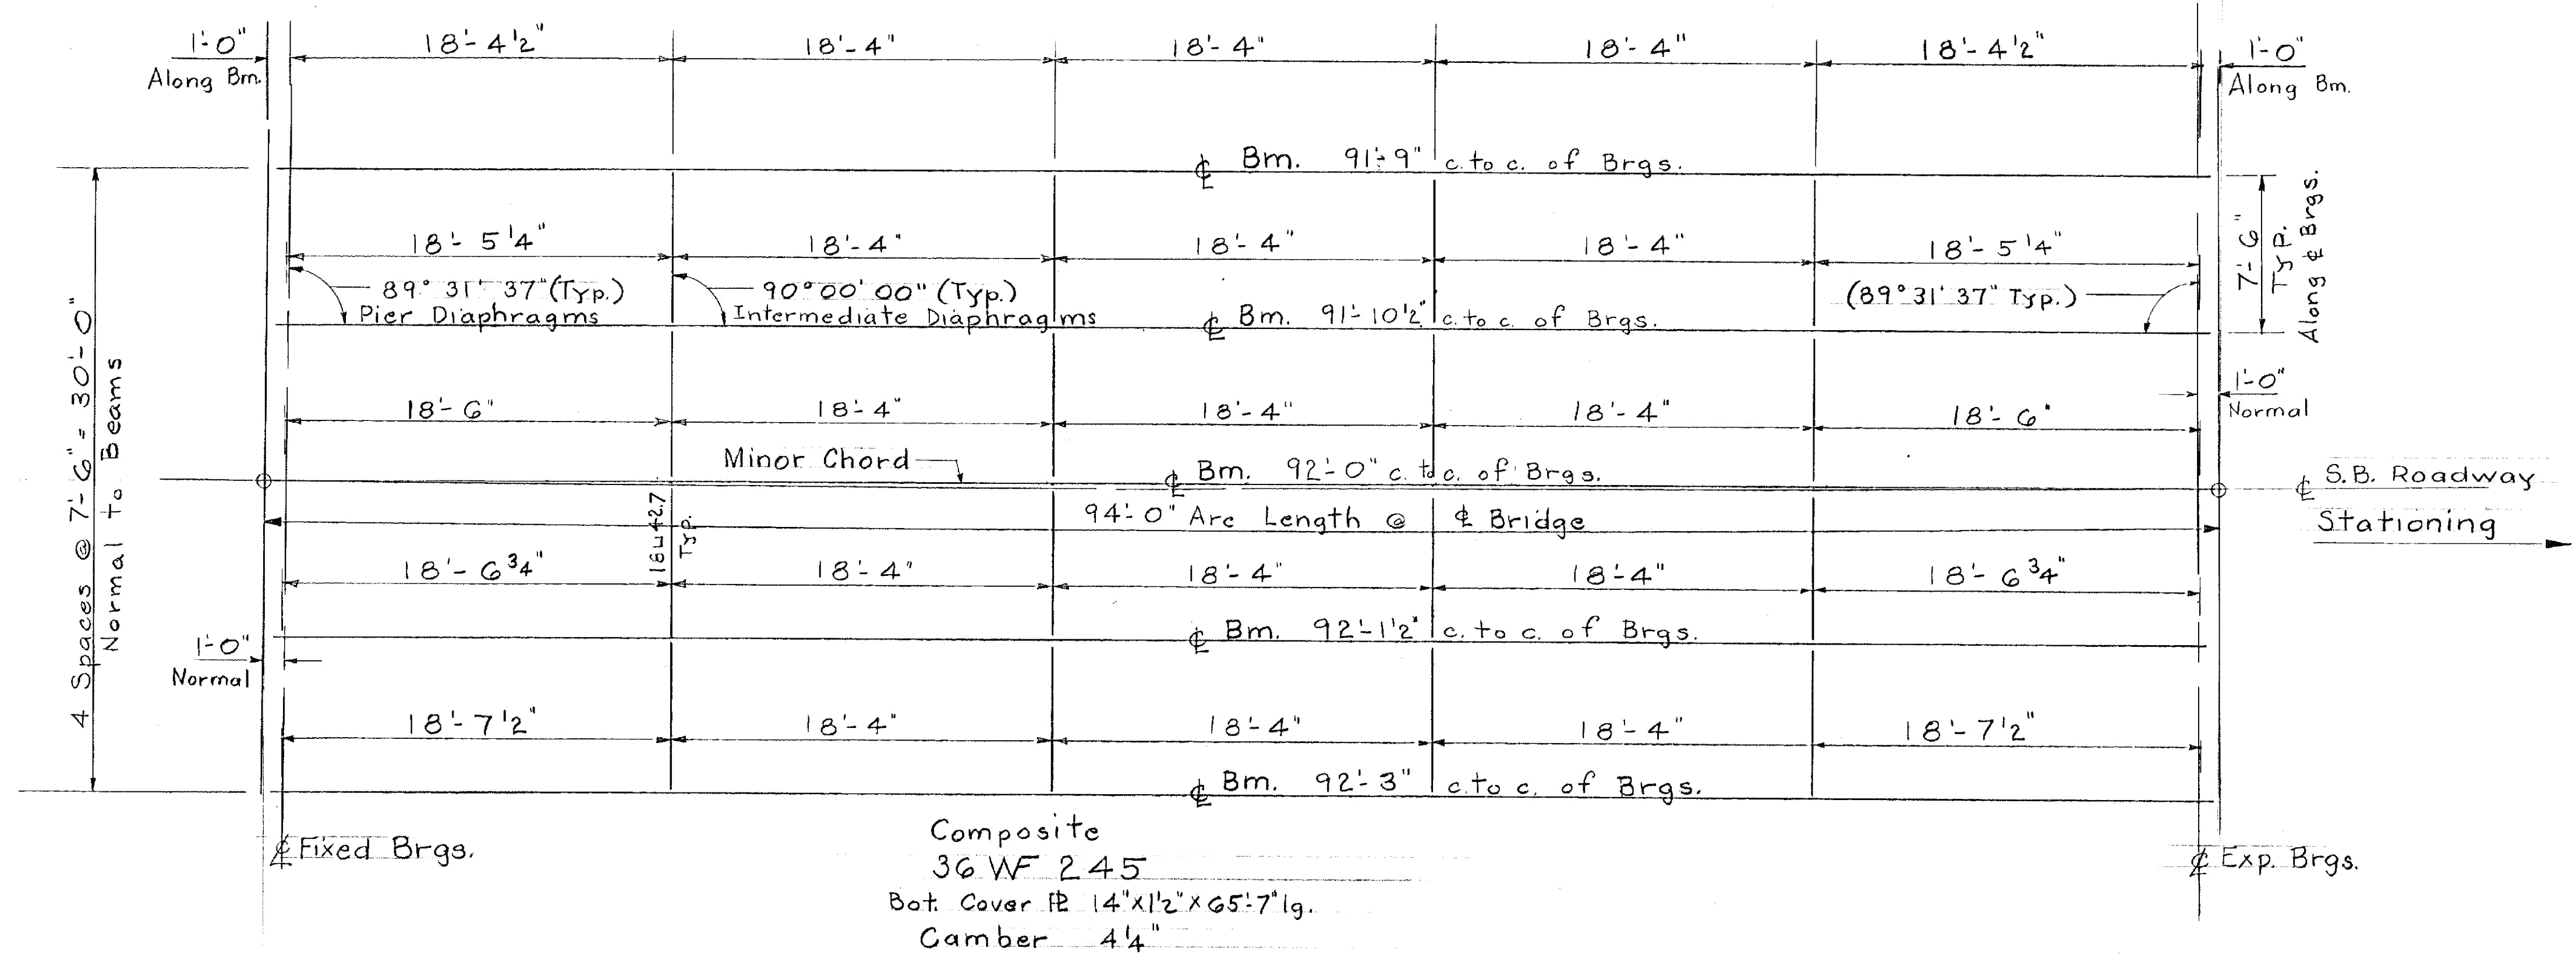 1'-0" 18'-4½" 18'-4" 18'-4" 18'-4" 18'-4½" 1'-0"
Along Bm. Along Bm.
℄ Bm. 91'-9" c. to c. of Brgs.
18'-5¼" 18'-4" 18'-4" 18'-4" 18'-5¼"
7'-6"
TYP.
Along ℄ Brgs.
89° 31' 37" (Typ.) 90° 00' 00" (Typ.) (89° 31' 37" Typ.)
Pier Diaphragms Intermediate Diaphragms
℄ Bm. 91'-10½" c. to c. of Brgs.
4 Spaces @ 7'-6" = 30'-0"
Normal to Beams
1'-0"
Normal
18'-6" 18'-4" 18'-4" 18'-4" 18'-6"
Minor Chord
℄ Bm. 92'-0" c. to c. of Brgs.
℄ S.B. Roadway
18 ⊔ 42.7
Typ.
94'-0" Arc Length @ ℄ Bridge
Stationing
18'-6¾" 18'-4" 18'-4" 18'-4" 18'-6¾"
℄ Bm. 92'-1½" c. to c. of Brgs.
1'-0"
Normal
18'-7½" 18'-4" 18'-4" 18'-4" 18'-7½"
℄ Bm. 92'-3" c. to c. of Brgs.
℄ Fixed Brgs. ℄ Exp. Brgs.
Composite
36 WF 245
Bot. Cover ℄ 14"x1½"x65'-7" lg.
Camber 4¼"